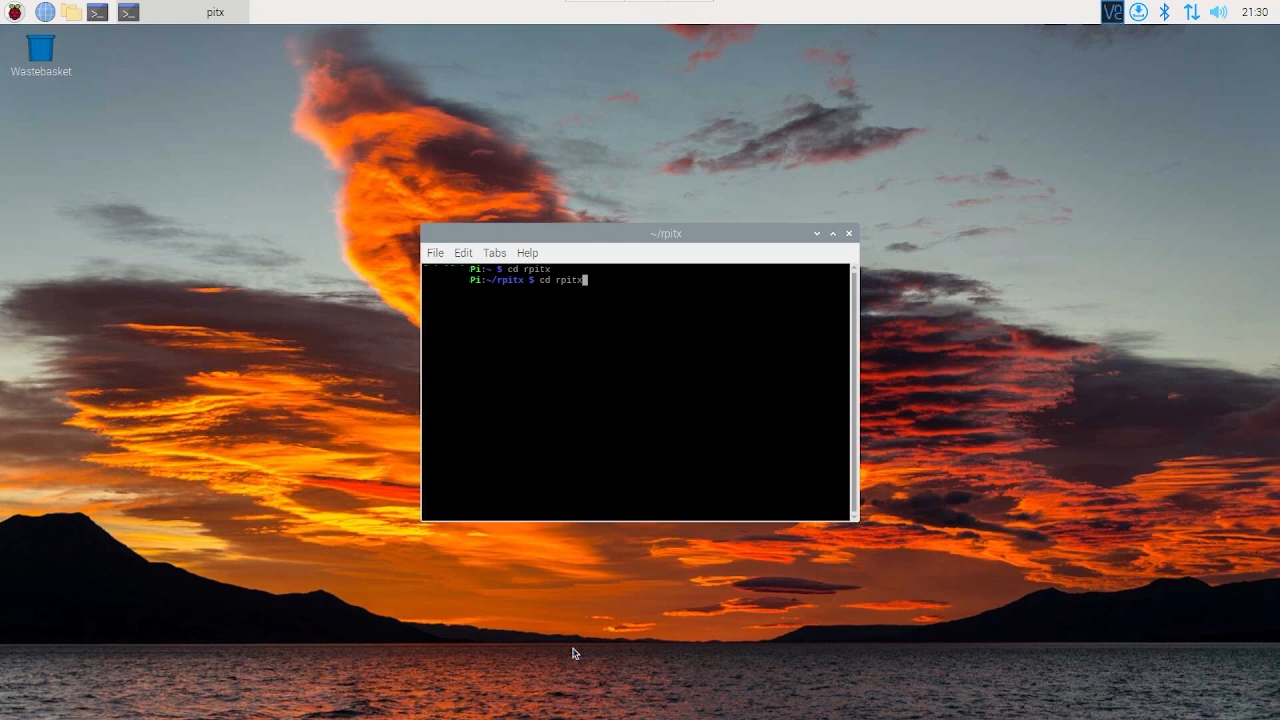 pitx
21:30
Wastebasket
~/rpitx
File Edit Tabs Help
Pi:~ $ cd rpitx
Pi:~/rpitx $ cd rpitx